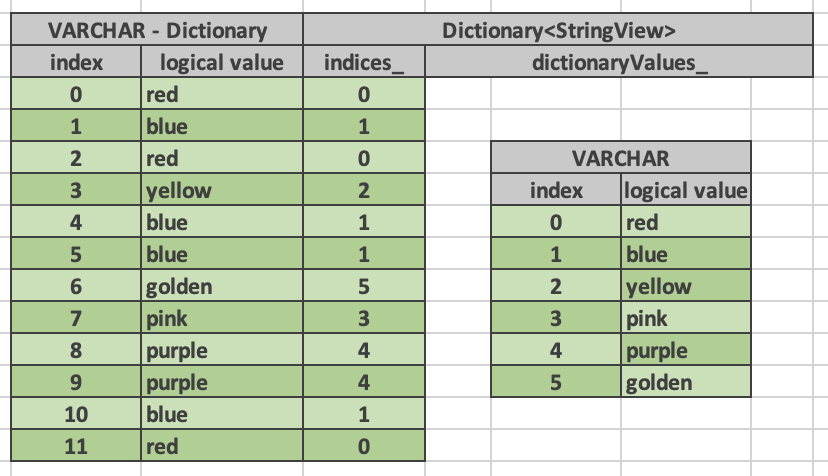 VARCHAR - Dictionary Dictionary<StringView>
index logical value indices_ dictionaryValues_
0 red 0
1 blue 1
2 red 0 VARCHAR
3 yellow 2 index logical value
4 blue 1 0 red
5 blue 1 1 blue
6 golden 5 2 yellow
7 pink 3 3 pink
8 purple 4 4 purple
9 purple 4 5 golden
10 blue 1
11 red 0